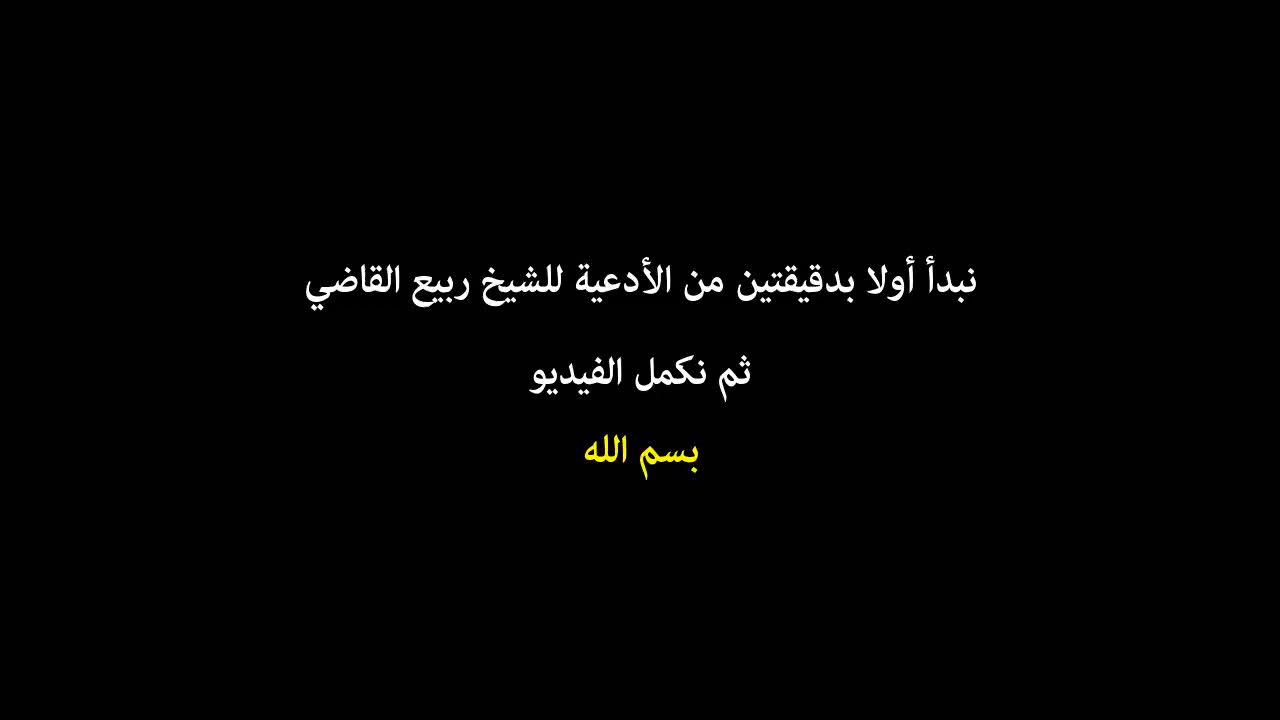 نبدأ أولا بدقيقتين من الأدعية للشيخ ربيع القاضي
ثم نكمل الفيديو
بسم الله